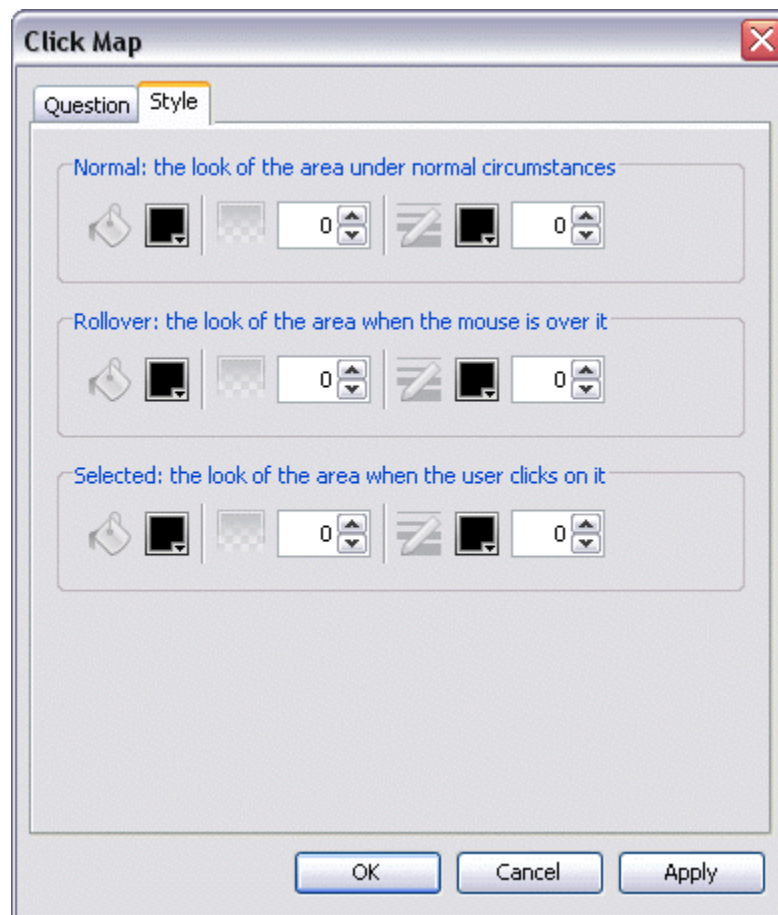 Click Map
Question Style
Normal: the look of the area under normal circumstances
0 0
Rollover: the look of the area when the mouse is over it
0 0
Selected: the look of the area when the user clicks on it
0 0
OK Cancel Apply